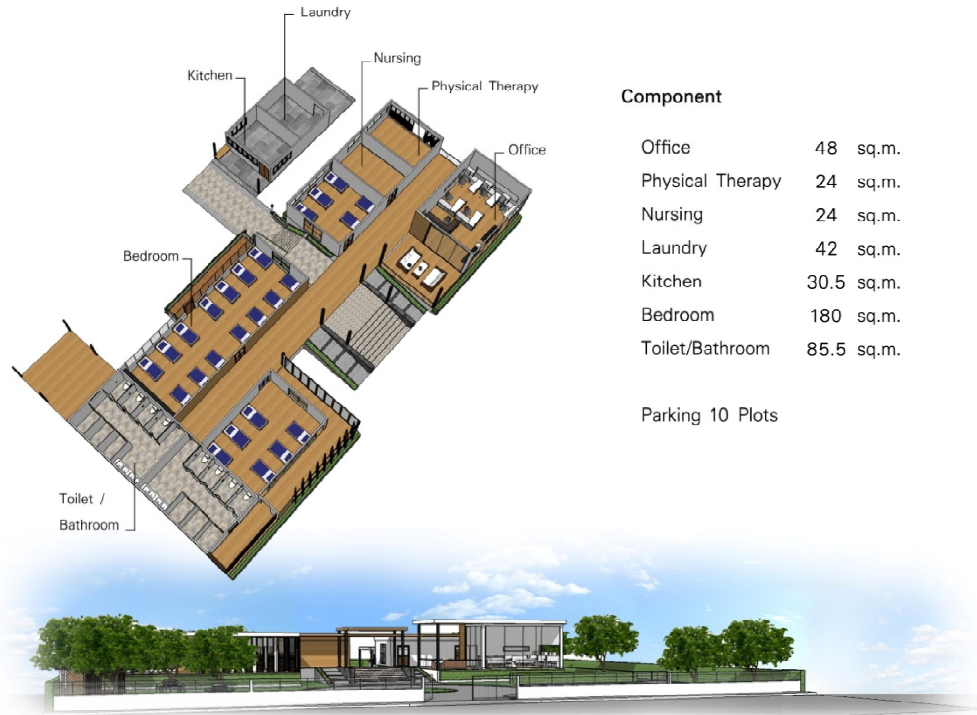 Laundry
Nursing
Kitchen
Physical Therapy
Office
Bedroom
Toilet /
Bathroom
Component
Office 48 sq.m.
Physical Therapy 24 sq.m.
Nursing 24 sq.m.
Laundry 42 sq.m.
Kitchen 30.5 sq.m.
Bedroom 180 sq.m.
Toilet/Bathroom 85.5 sq.m.
Parking 10 Plots